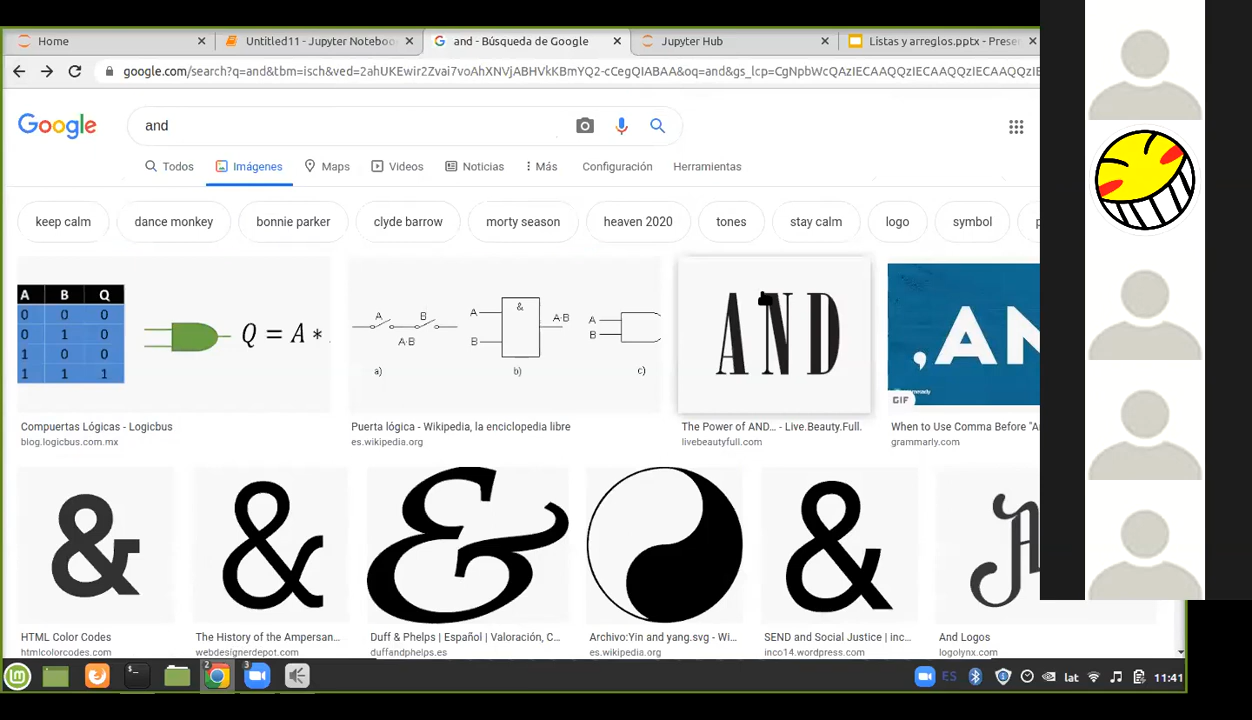 Home
Untitled11 - Jupyter Noteboo
and - Búsqueda de Google
Jupyter Hub
Listas y arreglos.pptx - Prese
google.com/search?q=and&tbm=isch&ved=2ahUKEwir2Zvai7voAhXNVjABHVkKBmYQ2-cCegQIABAA&oq=and&gs_lcp=CgNpbWcQAzIECAAQQzIECAAQQzIECAAQQzIE
Google
and
Todos
Imágenes
Maps
Videos
Noticias
Más
Configuración
Herramientas
keep calm
dance monkey
bonnie parker
clyde barrow
morty season
heaven 2020
tones
stay calm
logo
symbol
p
A B Q
0 0 0
0 1 0
1 0 0
1 1 1
Q = A *
A B
A·B
a)
&
A
B
A·B
b)
A
B
c)
AND
, AN
GIF
Compuertas Lógicas - Logicbus
blog.logicbus.com.mx
Puerta lógica - Wikipedia, la enciclopedia libre
es.wikipedia.org
The Power of AND... - Live.Beauty.Full.
livebeautyfull.com
When to Use Comma Before "A
grammarly.com
&
&
&
&
A
HTML Color Codes
htmlcolorcodes.com
The History of the Ampersan...
webdesignerdepot.com
Duff & Phelps | Español | Valoración, C...
duffandphelps.es
Archivo:Yin and yang.svg - Wi...
es.wikipedia.org
SEND and Social Justice | inc...
inco14.wordpress.com
And Logos
logolynx.com
2
3
ES
lat
11:41